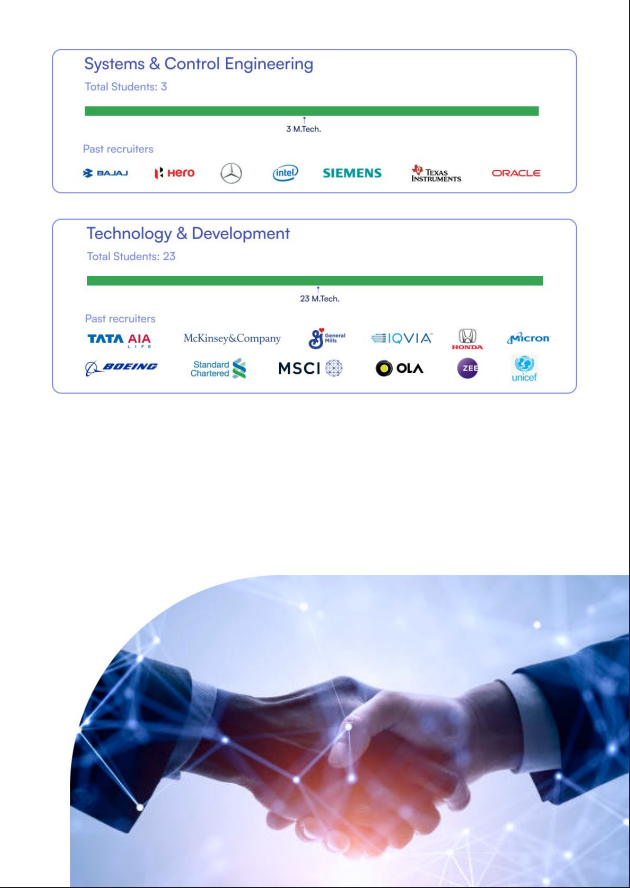 Systems & Control Engineering
Total Students: 3
3 M.Tech.
Past recruiters
BAJAJ Hero intel SIEMENS TEXAS INSTRUMENTS ORACLE
Technology & Development
Total Students: 23
23 M.Tech.
Past recruiters
TATA AIA LIFE McKinsey&Company General Mills IQVIA HONDA Micron
BOEING Standard Chartered MSCI OLA ZEE unicef